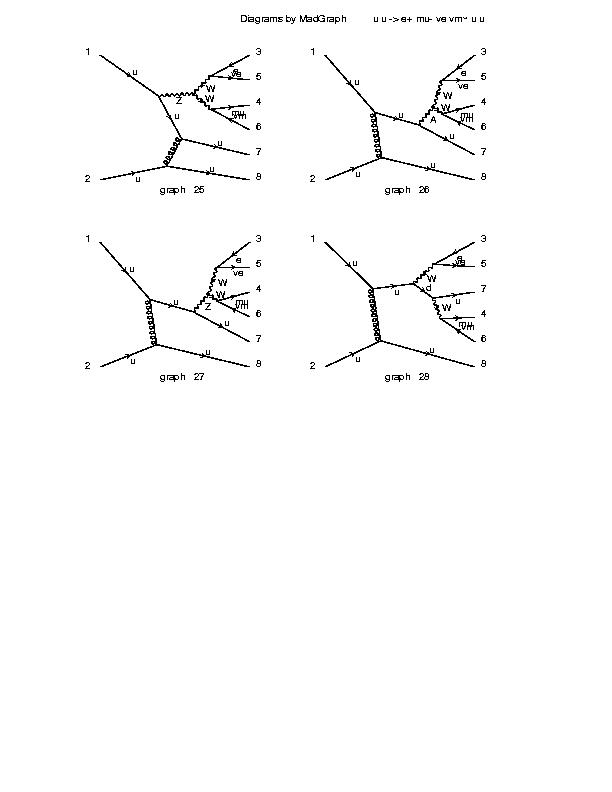 Diagrams by MadGraph u u -> e+ mu- ve vm~ u u
1 3
u e
ve 5
W
Z W
4
mu
vm
u 6
u 7
2 u u 8
graph 25
1 3
u e
ve 5
W
W
4
mu
vm
u A 6
u 7
2 u u 8
graph 26
1 3
u e
ve 5
W
W
4
mu
vm
u Z 6
u 7
2 u u 8
graph 27
1 3
u e
ve 5
W
u d 7
u
W 4
mu
vm
6
2 u u 8
graph 28